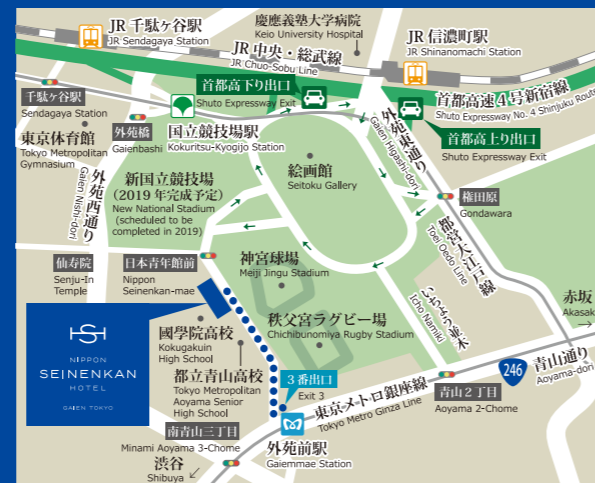 JR 千駄ヶ谷駅
JR Sendagaya Station
慶應義塾大学病院
Keio University Hospital
JR 中央・総武線
JR Chuo-Sobu Line
JR 信濃町駅
JR Shinanomachi Station
首都高下り出口
Shuto Expressway Exit
首都高速4号新宿線
Shuto Expressway No. 4 Shinjuku Route
首都高上り出口
Shuto Expressway Exit
千駄ヶ谷駅
Sendagaya Station
東京体育館
Tokyo Metropolitan
Gymnasium
外苑橋
Gaienbashi
国立競技場駅
Kokuritsu-Kyogijo Station
外苑東通り
Gaien Higashi-dori
外苑西通り
Gaien Nishi-dori
新国立競技場
(2019 年完成予定)
New National Stadium
(scheduled to be
completed in 2019)
絵画館
Seitoku Gallery
権田原
Gondawara
都営大江戸線
Toei Oedo Line
仙寿院
Senju-In
Temple
日本青年館前
Nippon
Seinenkan-mae
神宮球場
Meiji Jingu Stadium
いちょう並木
Icho Namiki
赤坂
Akasak
→
秩父宮ラグビー場
Chichibunomiya Rugby Stadium
國學院高校
Kokugakuin
High School
NIPPON
SEINENKAN
HOTEL
GAIEN TOKYO
都立青山高校
Tokyo Metropolitan
Aoyama Senior
High School
3番出口
Exit 3
東京メトロ銀座線
Tokyo Metro Ginza Line
246
青山通り
Aoyama-dori
青山2丁目
Aoyama 2-Chome
南青山三丁目
Minami Aoyama 3-Chome
外苑前駅
Gaiemmae Station
渋谷
Shibuya ↙